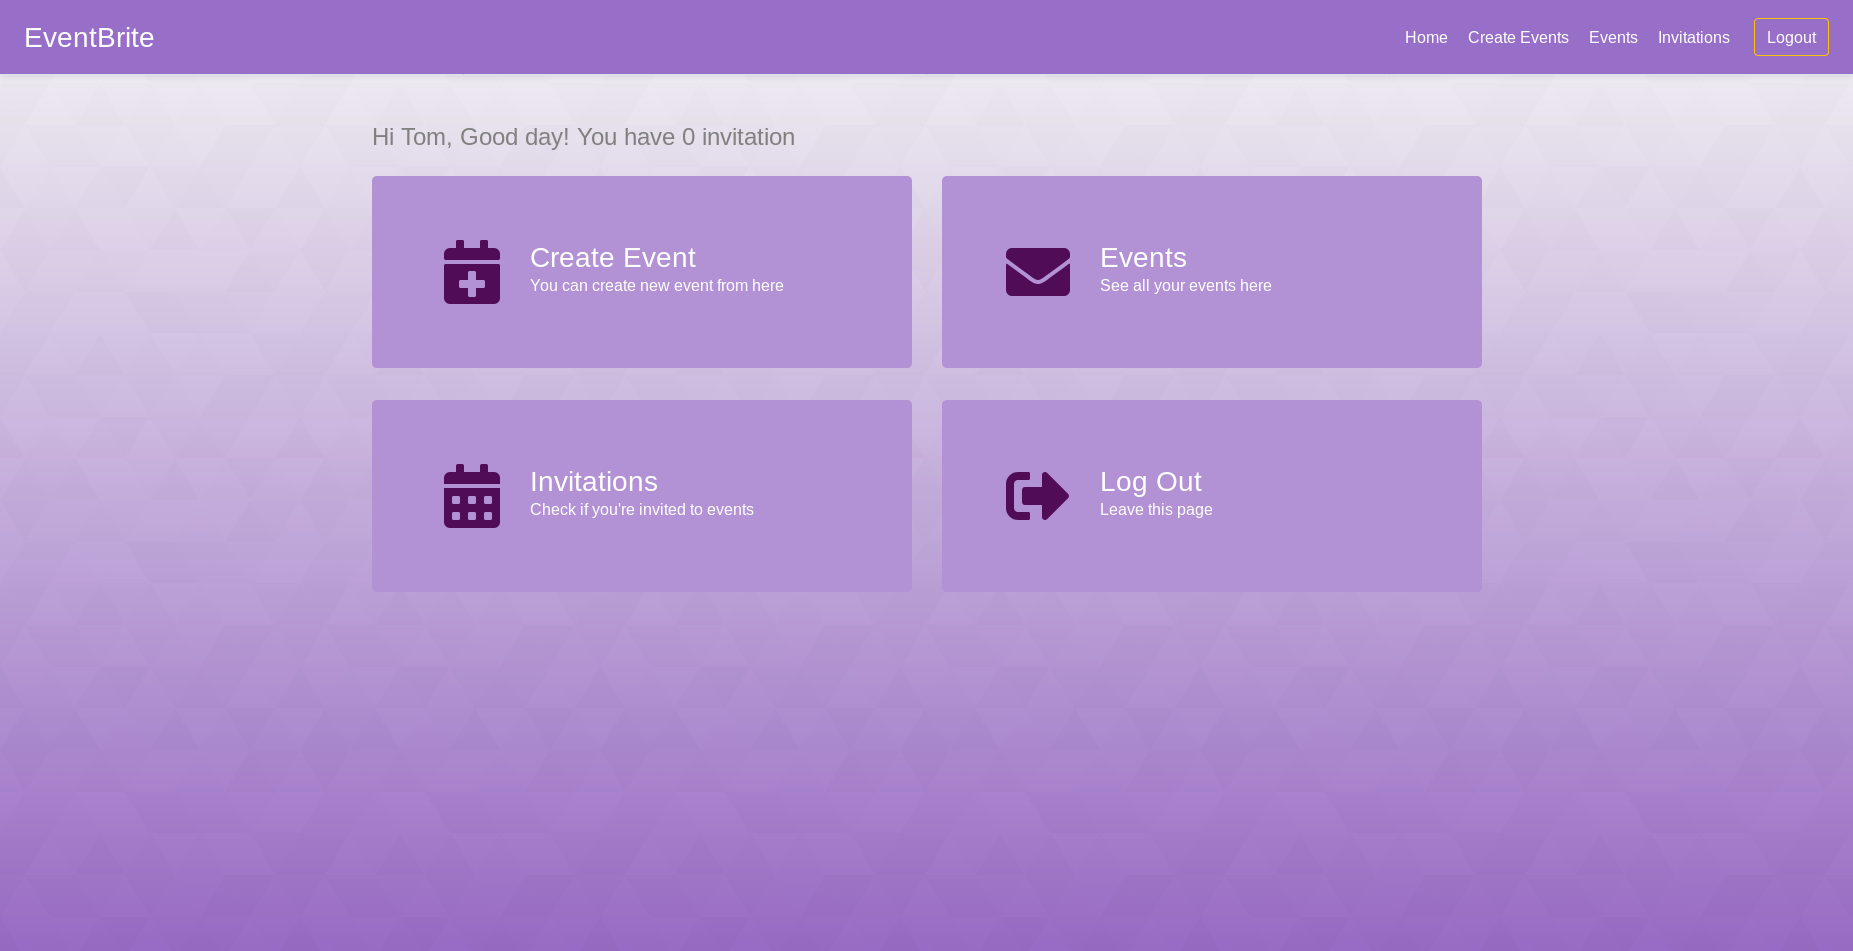 EventBrite
Home Create Events Events Invitations Logout
Hi Tom, Good day! You have 0 invitation
Create Event
You can create new event from here
Events
See all your events here
Invitations
Check if you're invited to events
Log Out
Leave this page